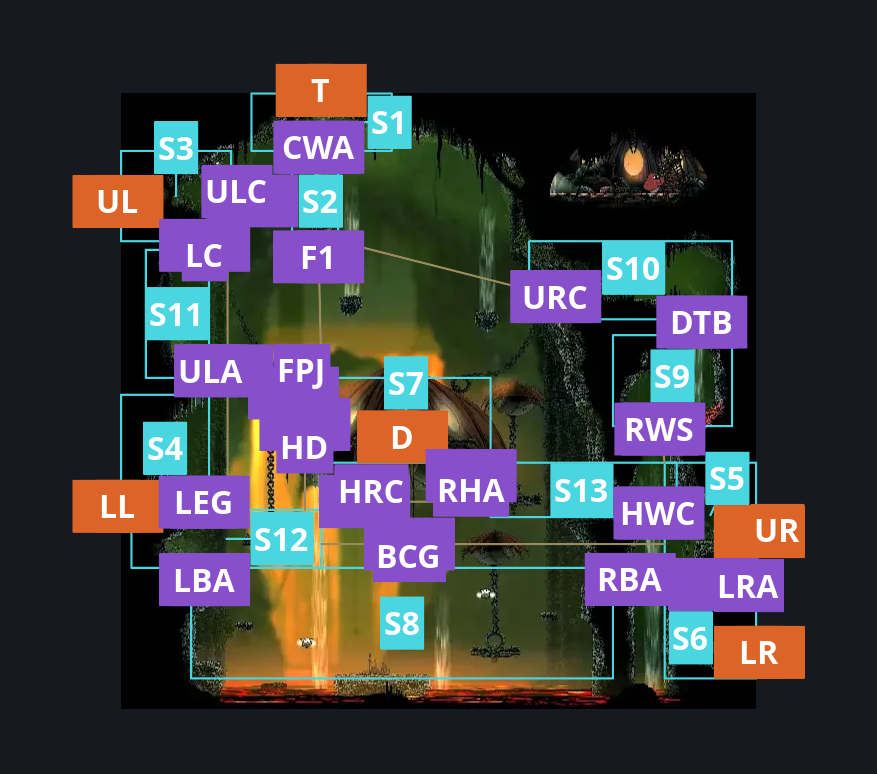 T
S1
S3
CWA
UL
ULC
S2
LC
F1
S10
URC
S11
DTB
ULA
FPJ
S7
S9
D
RWS
S4
HD
LL
LEG
HRC
RHA
S13
S5
HWC
UR
S12
BCG
LBA
RBA
LRA
S8
S6
LR